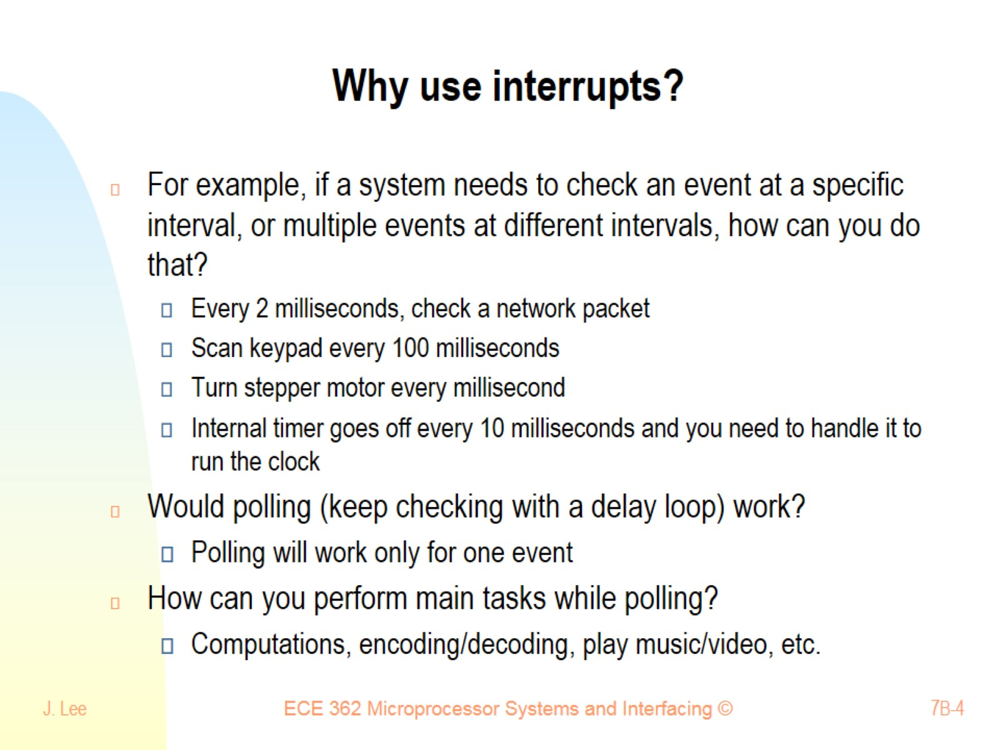 Why use interrupts?
For example, if a system needs to check an event at a specific
interval, or multiple events at different intervals, how can you do
that?
Every 2 milliseconds, check a network packet
Scan keypad every 100 milliseconds
Turn stepper motor every millisecond
Internal timer goes off every 10 milliseconds and you need to handle it to
run the clock
Would polling (keep checking with a delay loop) work?
Polling will work only for one event
How can you perform main tasks while polling?
Computations, encoding/decoding, play music/video, etc.
J. Lee
ECE 362 Microprocessor Systems and Interfacing ©
7B-4